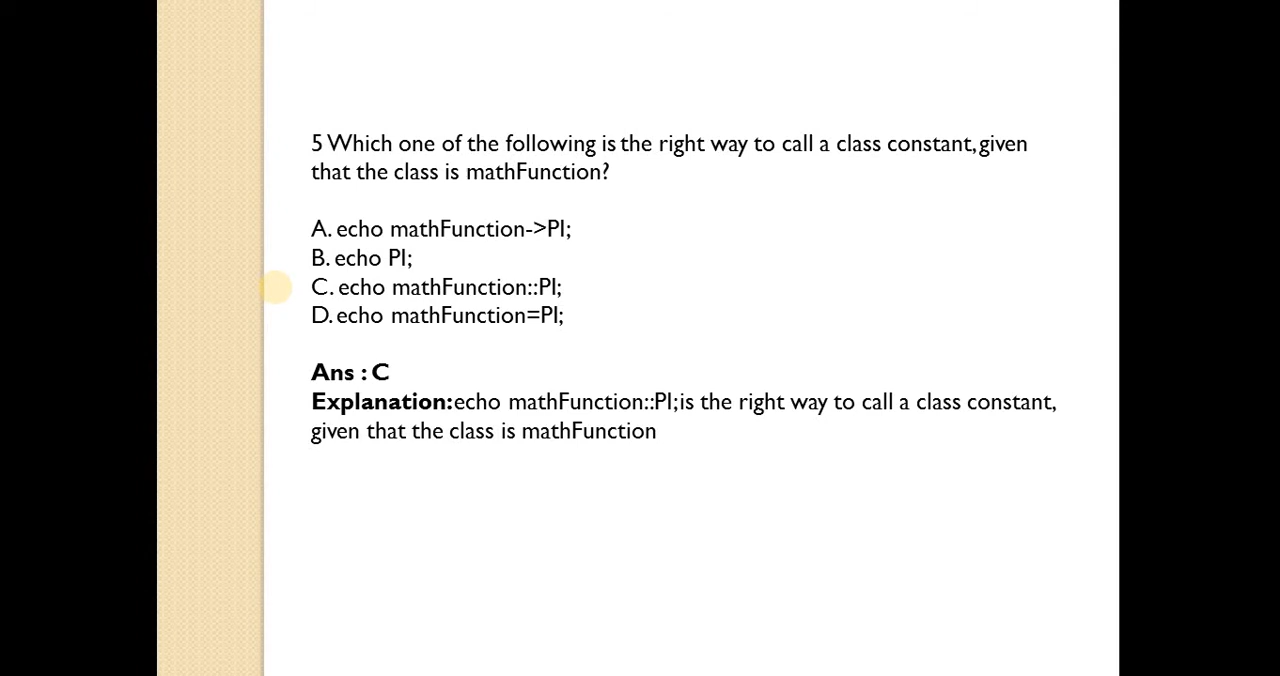 5 Which one of the following is the right way to call a class constant,given
that the class is mathFunction?
A. echo mathFunction->PI;
B. echo PI;
C. echo mathFunction::PI;
D. echo mathFunction=PI;
Ans : C
Explanation:echo mathFunction::PI;is the right way to call a class constant,
given that the class is mathFunction